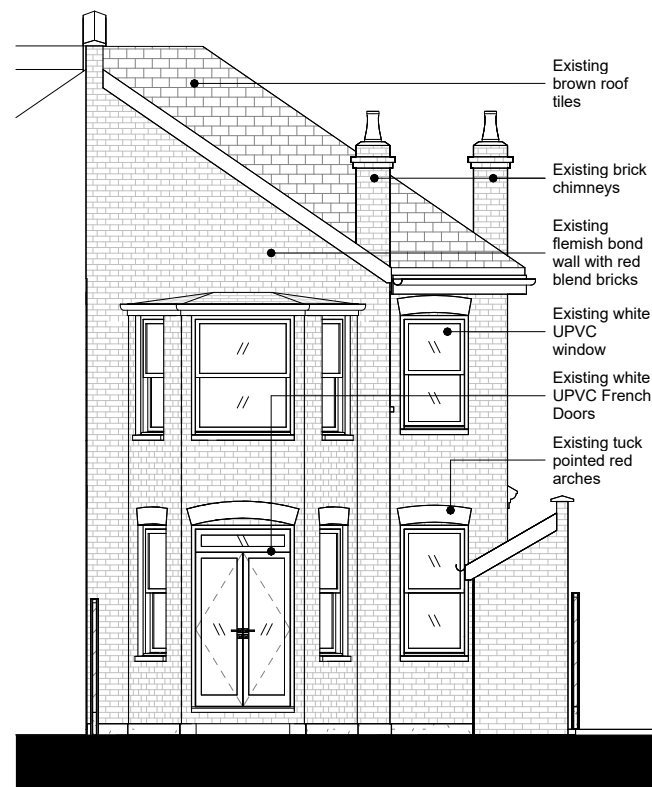 Existing
brown roof
tiles
Existing brick
chimneys
Existing
flemish bond
wall with red
blend bricks
Existing white
UPVC
window
Existing white
UPVC French
Doors
Existing tuck
pointed red
arches